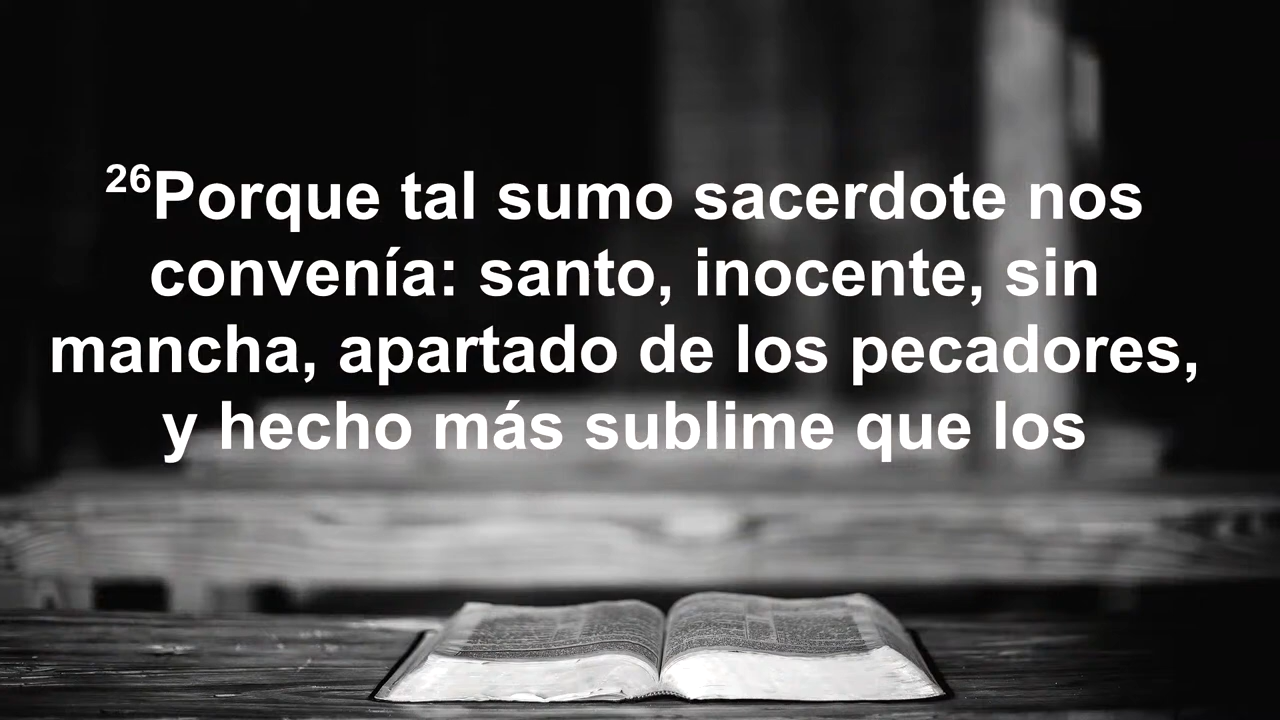 ²⁶Porque tal sumo sacerdote nos
convenía: santo, inocente, sin
mancha, apartado de los pecadores,
y hecho más sublime que los